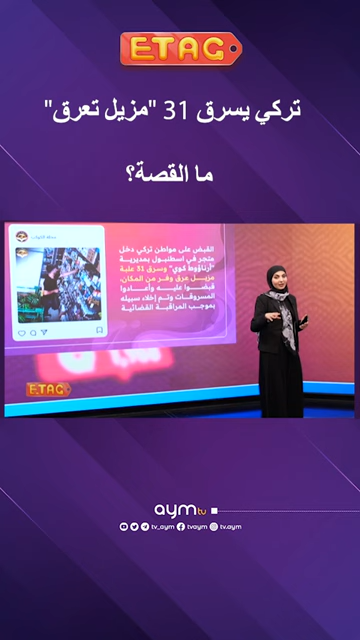 ETAG
تركي يسرق 31 "مزيل تعرق"
ما القصة؟
القبض على مواطن تركي دخل
متجر في اسطنبول بمديرية
"أرناؤوط كوي" وسرق 31 علبة
مزيل عرق وفر من المكان،
قبضوا عليه وأعادوا
المسروقات وتم إخلاء سبيله
بموجب المراقبة القضائية
ETAG
aym tv
tv_aym
tvaym
tv.aym